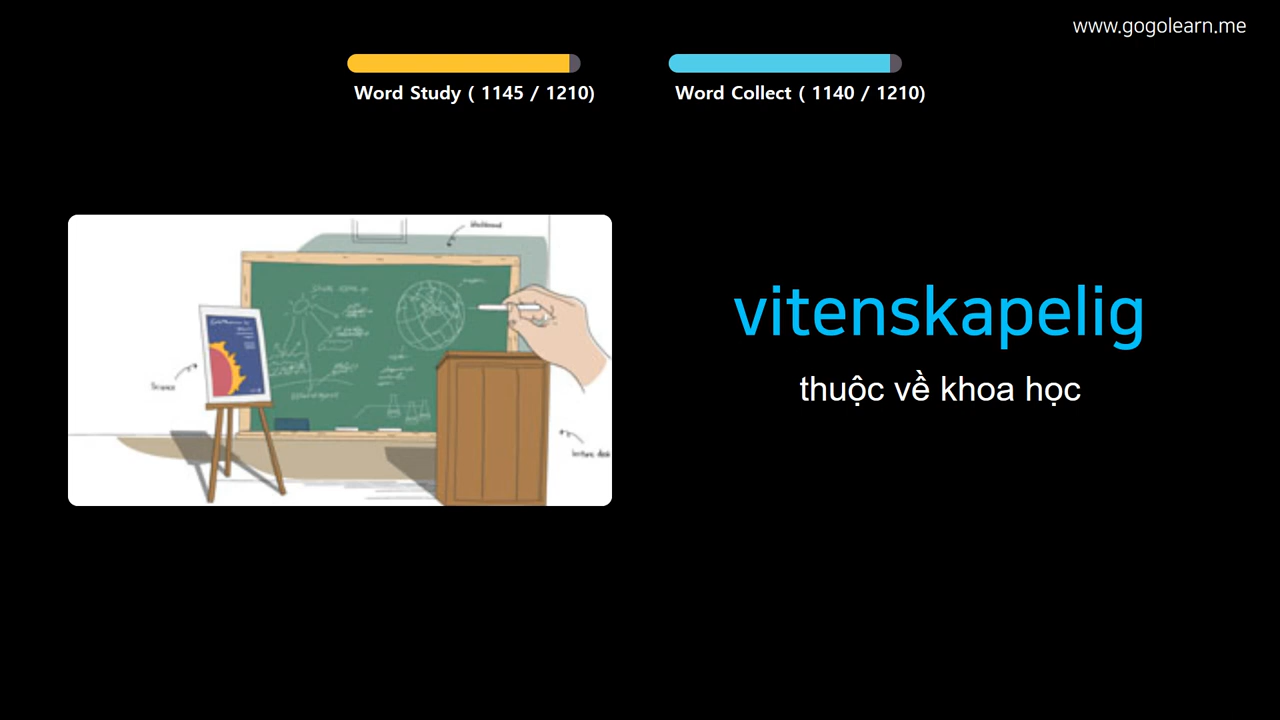 www.gogolearn.me
Word Study ( 1145 / 1210)
Word Collect ( 1140 / 1210)
vitenskapelig
thuộc về khoa học